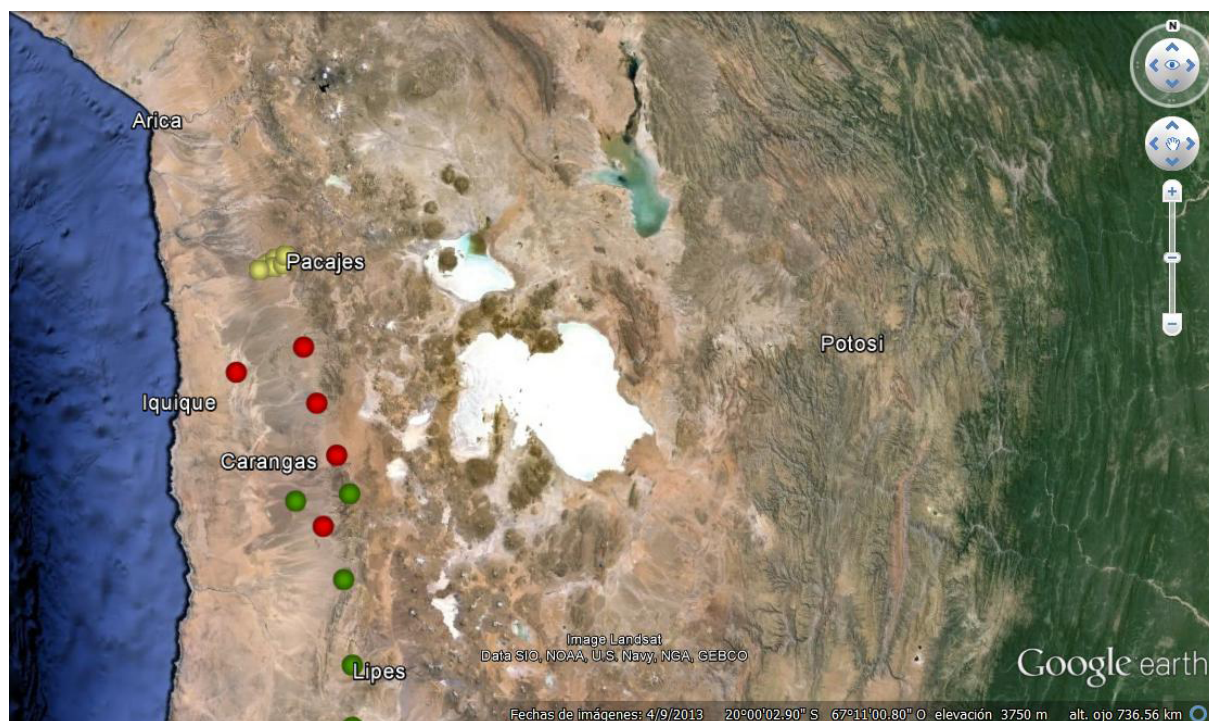 N
Arica
Pacajes
Potosi
Iquique
Carangas
Image Landsat
Data SIO, NOAA, U.S. Navy, NGA, GEBCO
Lipes
Google earth
Fechas de imágenes: 4/9/2013 20°00'02.90" S 67°11'00.80" O elevación 3750 m alt. ojo 736.56 km